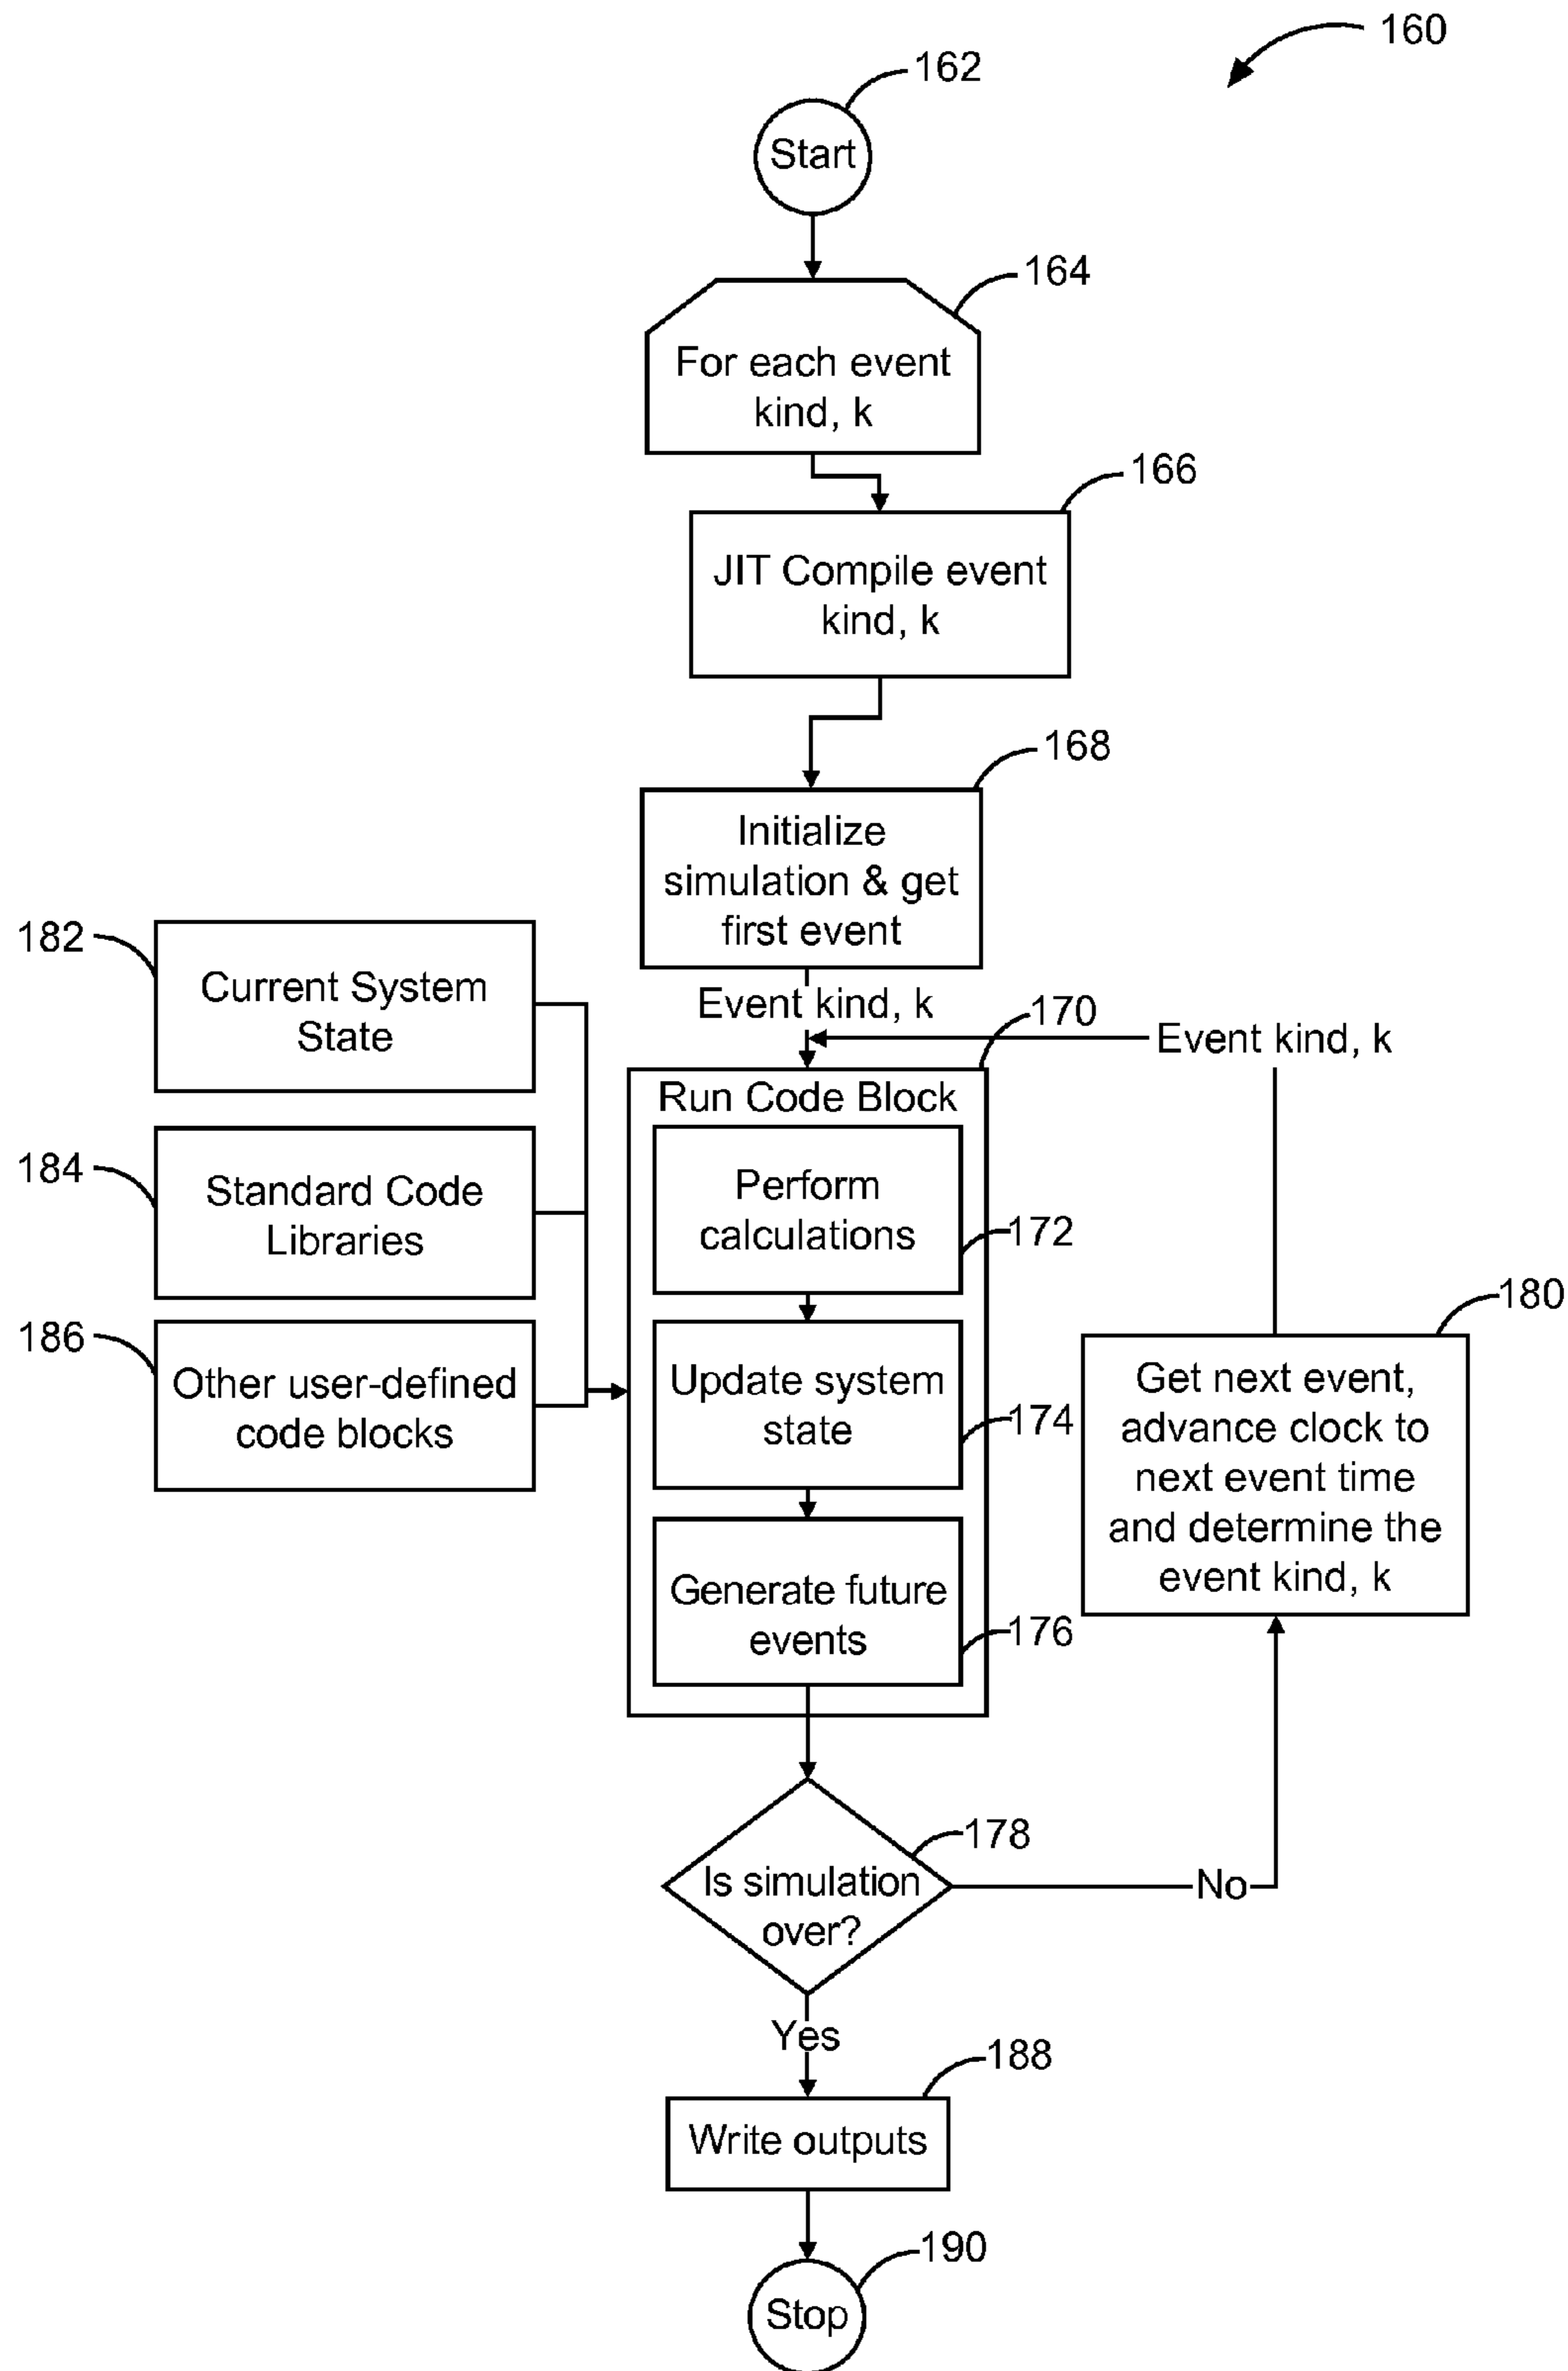 160
162
Start
164
For each event
kind, k
166
JIT Compile event
kind, k
168
Initialize
simulation & get
first event
182
Current System
State
Event kind, k
170
Event kind, k
Run Code Block
184
Standard Code
Libraries
Perform
calculations
172
186
Other user-defined
code blocks
Update system
state
174
180
Get next event,
advance clock to
next event time
and determine the
event kind, k
Generate future
events
176
178
Is simulation
over?
No
Yes
188
Write outputs
190
Stop